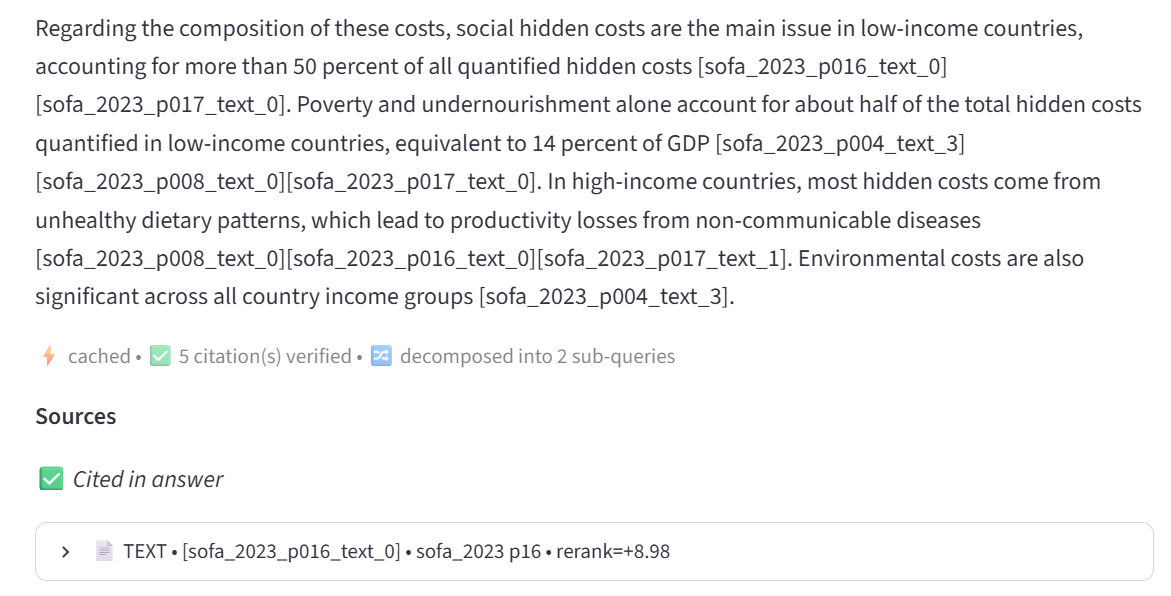 Regarding the composition of these costs, social hidden costs are the main issue in low-income countries,
accounting for more than 50 percent of all quantified hidden costs [sofa_2023_p016_text_0]
[sofa_2023_p017_text_0]. Poverty and undernourishment alone account for about half of the total hidden costs
quantified in low-income countries, equivalent to 14 percent of GDP [sofa_2023_p004_text_3]
[sofa_2023_p008_text_0][sofa_2023_p017_text_0]. In high-income countries, most hidden costs come from
unhealthy dietary patterns, which lead to productivity losses from non-communicable diseases
[sofa_2023_p008_text_0][sofa_2023_p016_text_0][sofa_2023_p017_text_1]. Environmental costs are also
significant across all country income groups [sofa_2023_p004_text_3].
cached • 5 citation(s) verified • decomposed into 2 sub-queries
Sources
Cited in answer
TEXT • [sofa_2023_p016_text_0] • sofa_2023 p16 • rerank=+8.98